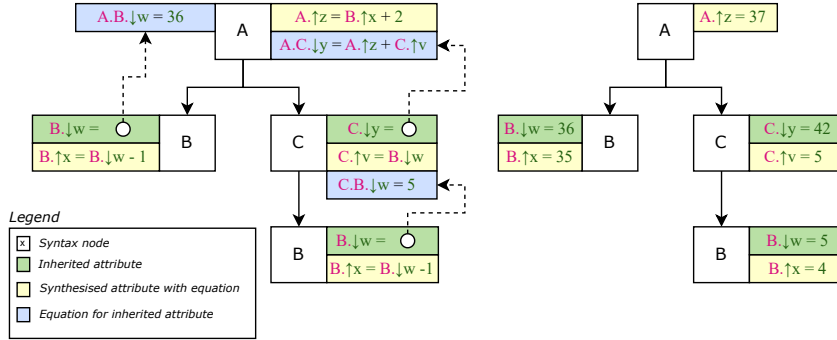 A.B.↓w = 36
A
A.↑z = B.↑x + 2
A.C.↓y = A.↑z + C.↑v
A
A.↑z = 37
B.↓w =
B.↑x = B.↓w - 1
B
C
C.↓y =
C.↑v = B.↓w
C.B.↓w = 5
B.↓w = 36
B.↑x = 35
B
C
C.↓y = 42
C.↑v = 5
B
B.↓w =
B.↑x = B.↓w -1
B
B.↓w = 5
B.↑x = 4
Legend
x Syntax node
Inherited attribute
Synthesised attribute with equation
Equation for inherited attribute